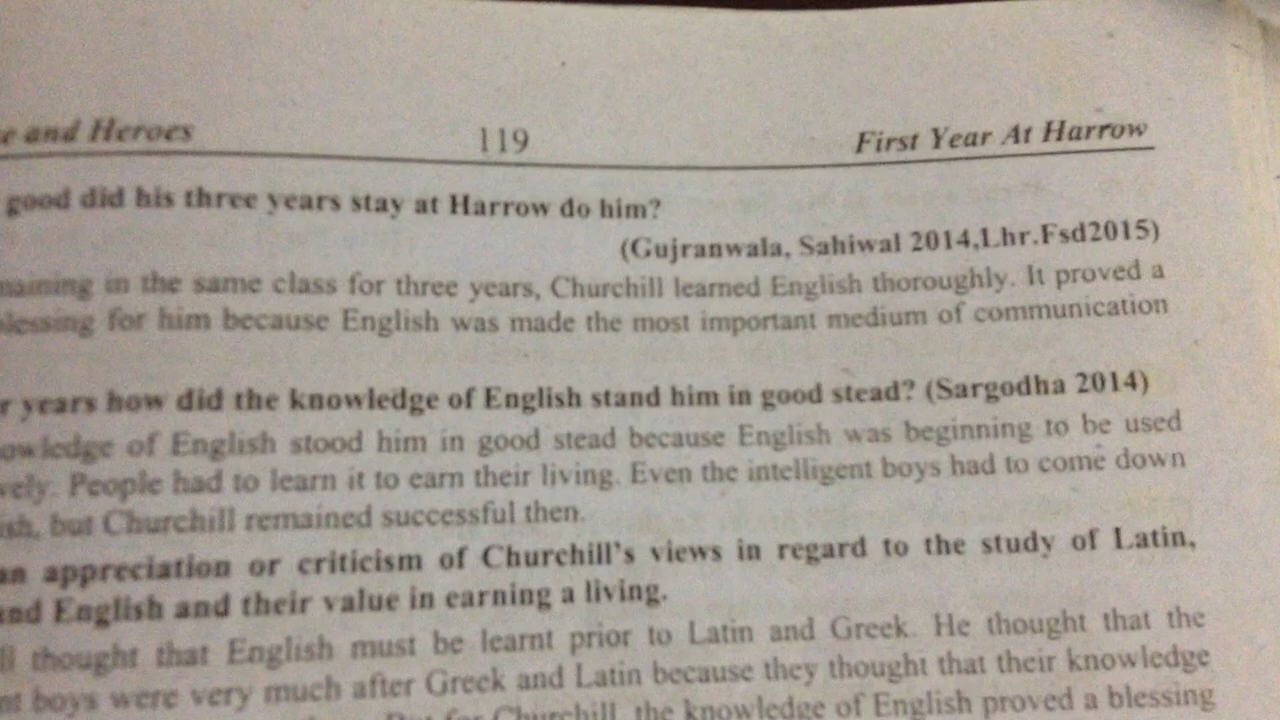 and Heroes 119 First Year At Harrow
good did his three years stay at Harrow do him?
(Gujranwala, Sahiwal 2014,Lhr.Fsd2015)
in the same class for three years, Churchill learned English thoroughly. It proved a
for him because English was made the most important medium of communication
years how did the knowledge of English stand him in good stead? (Sargodha 2014)
of English stood him in good stead because English was beginning to be used
People had to learn it to earn their living. Even the intelligent boys had to come down
but Churchill remained successful then.
an appreciation or criticism of Churchill's views in regard to the study of Latin,
and English and their value in earning a living.
thought that English must be learnt prior to Latin and Greek. He thought that the
boys were very much after Greek and Latin because they thought that their knowledge
But for Churchill, the knowledge of English proved a blessing